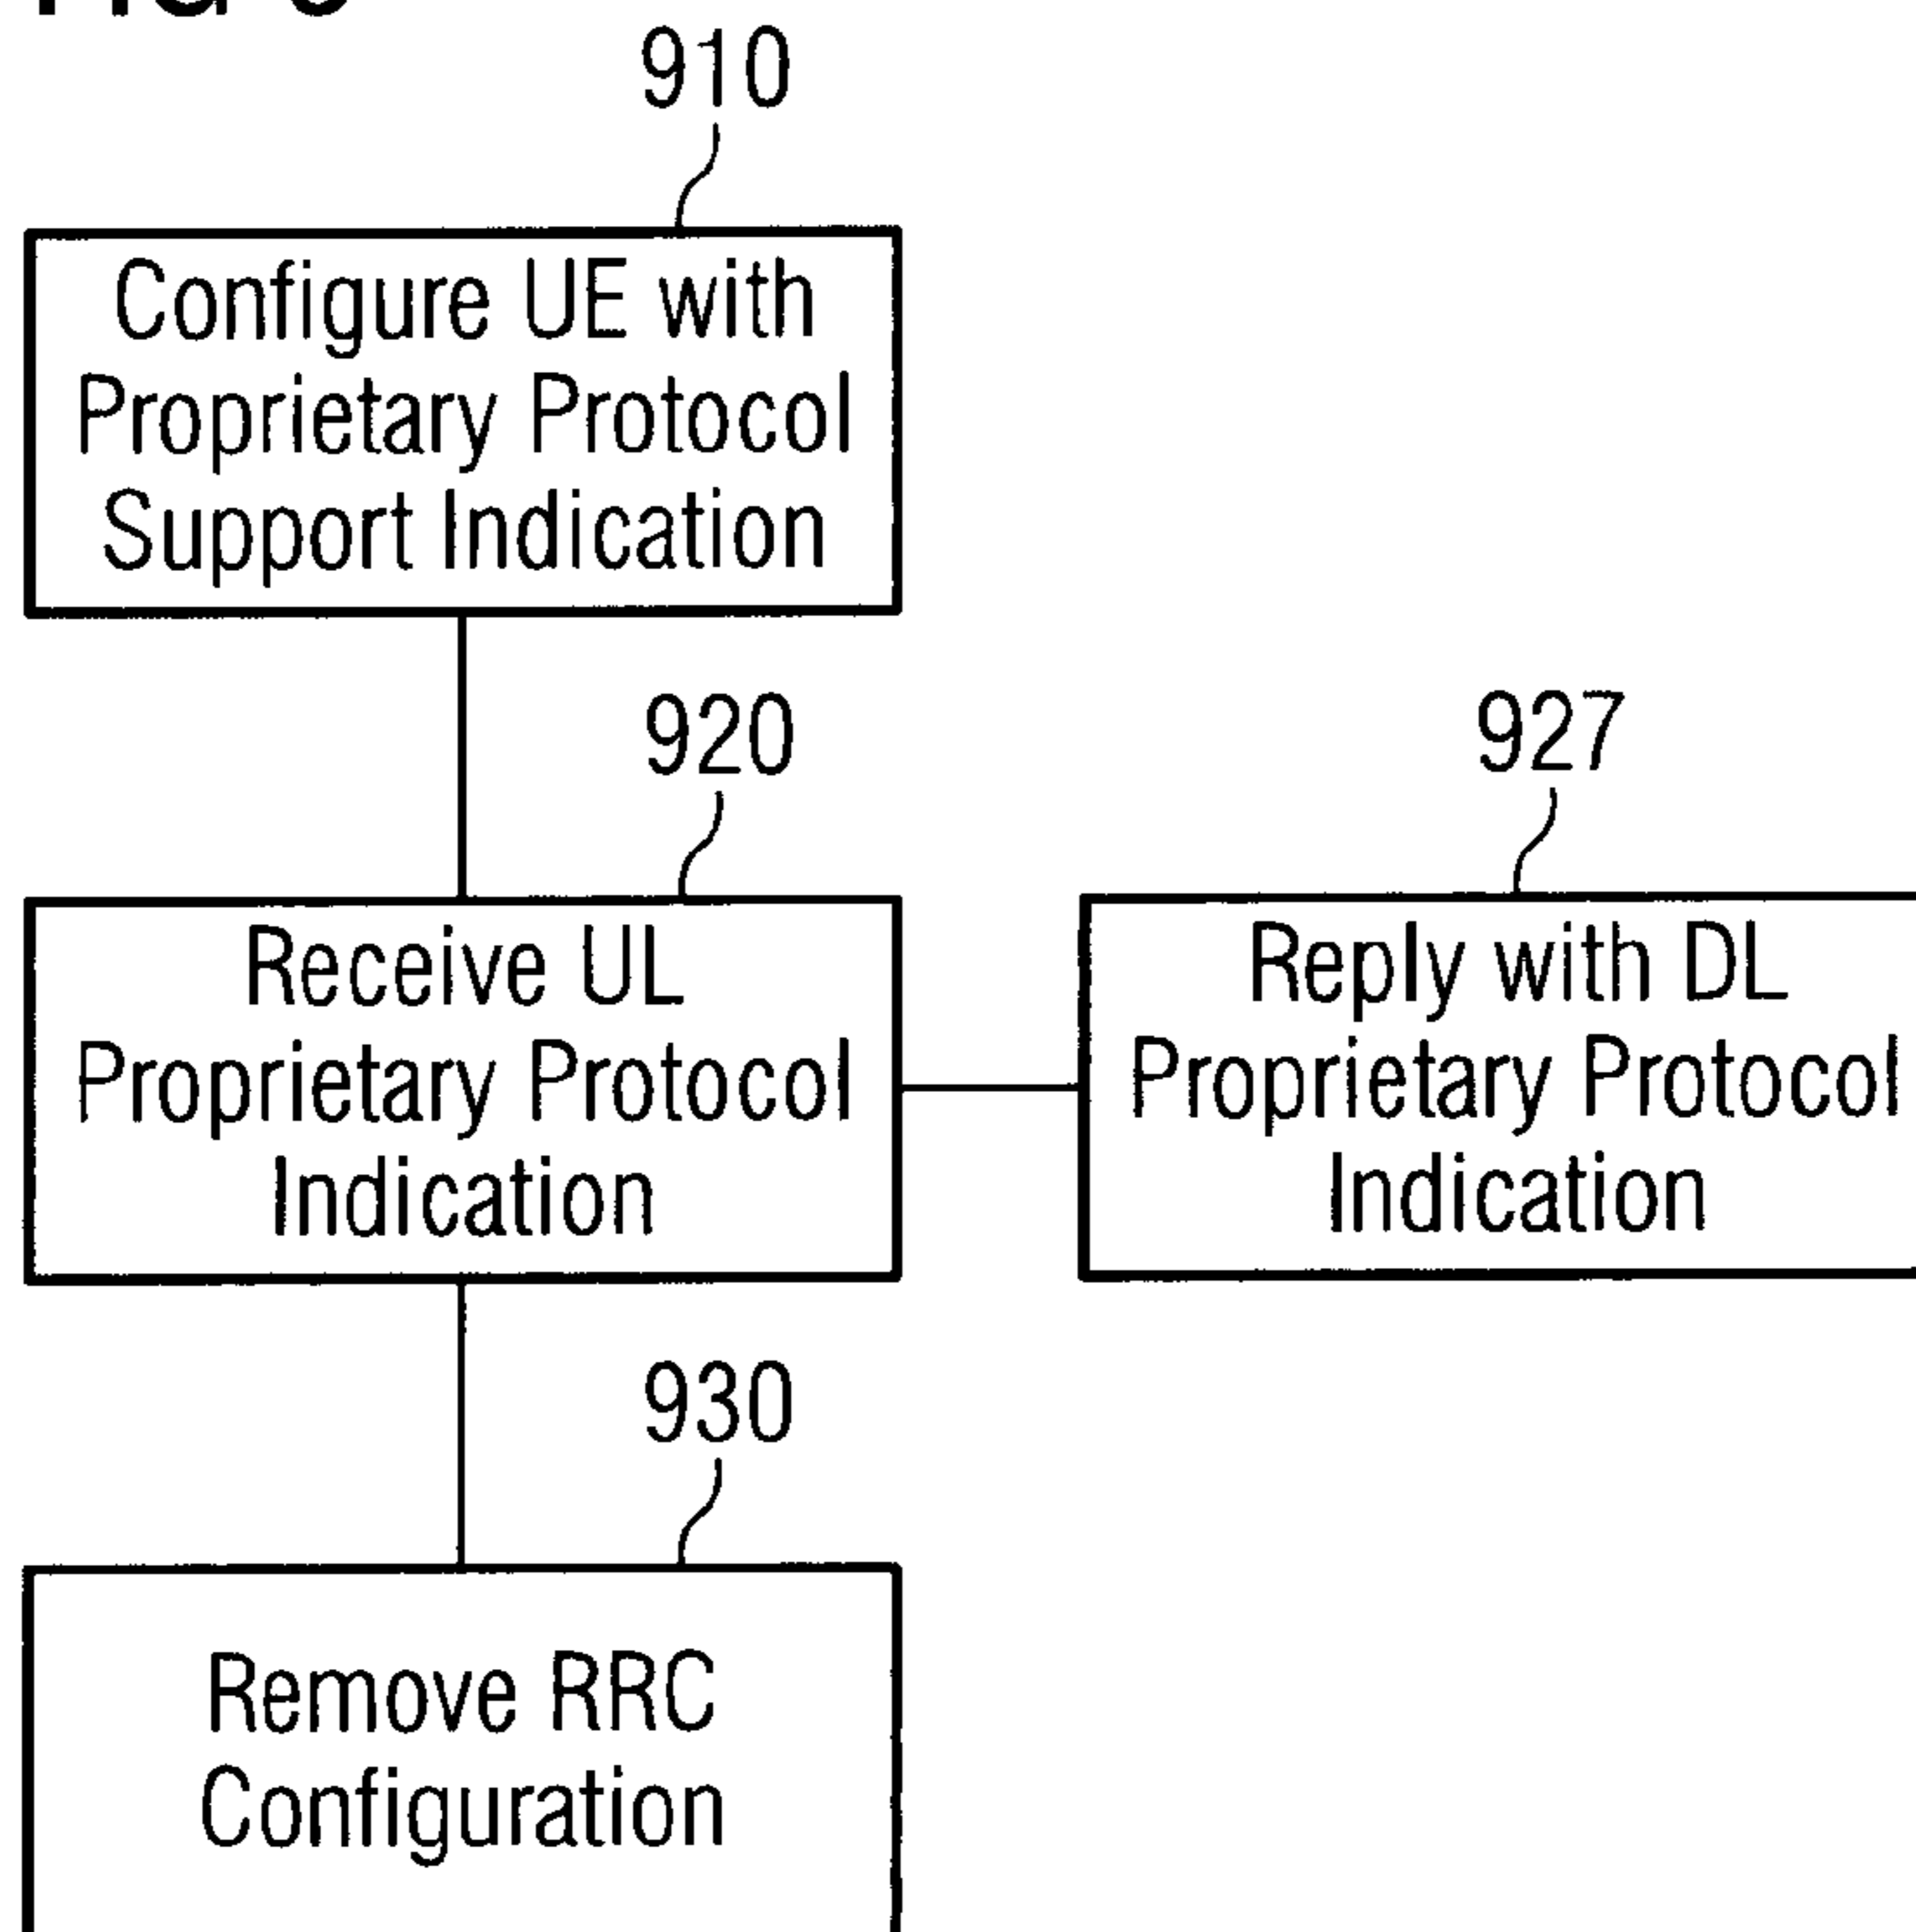 910
Configure UE with
Proprietary Protocol
Support Indication
920
Receive UL
Proprietary Protocol
Indication
927
Reply with DL
Proprietary Protocol
Indication
930
Remove RRC
Configuration